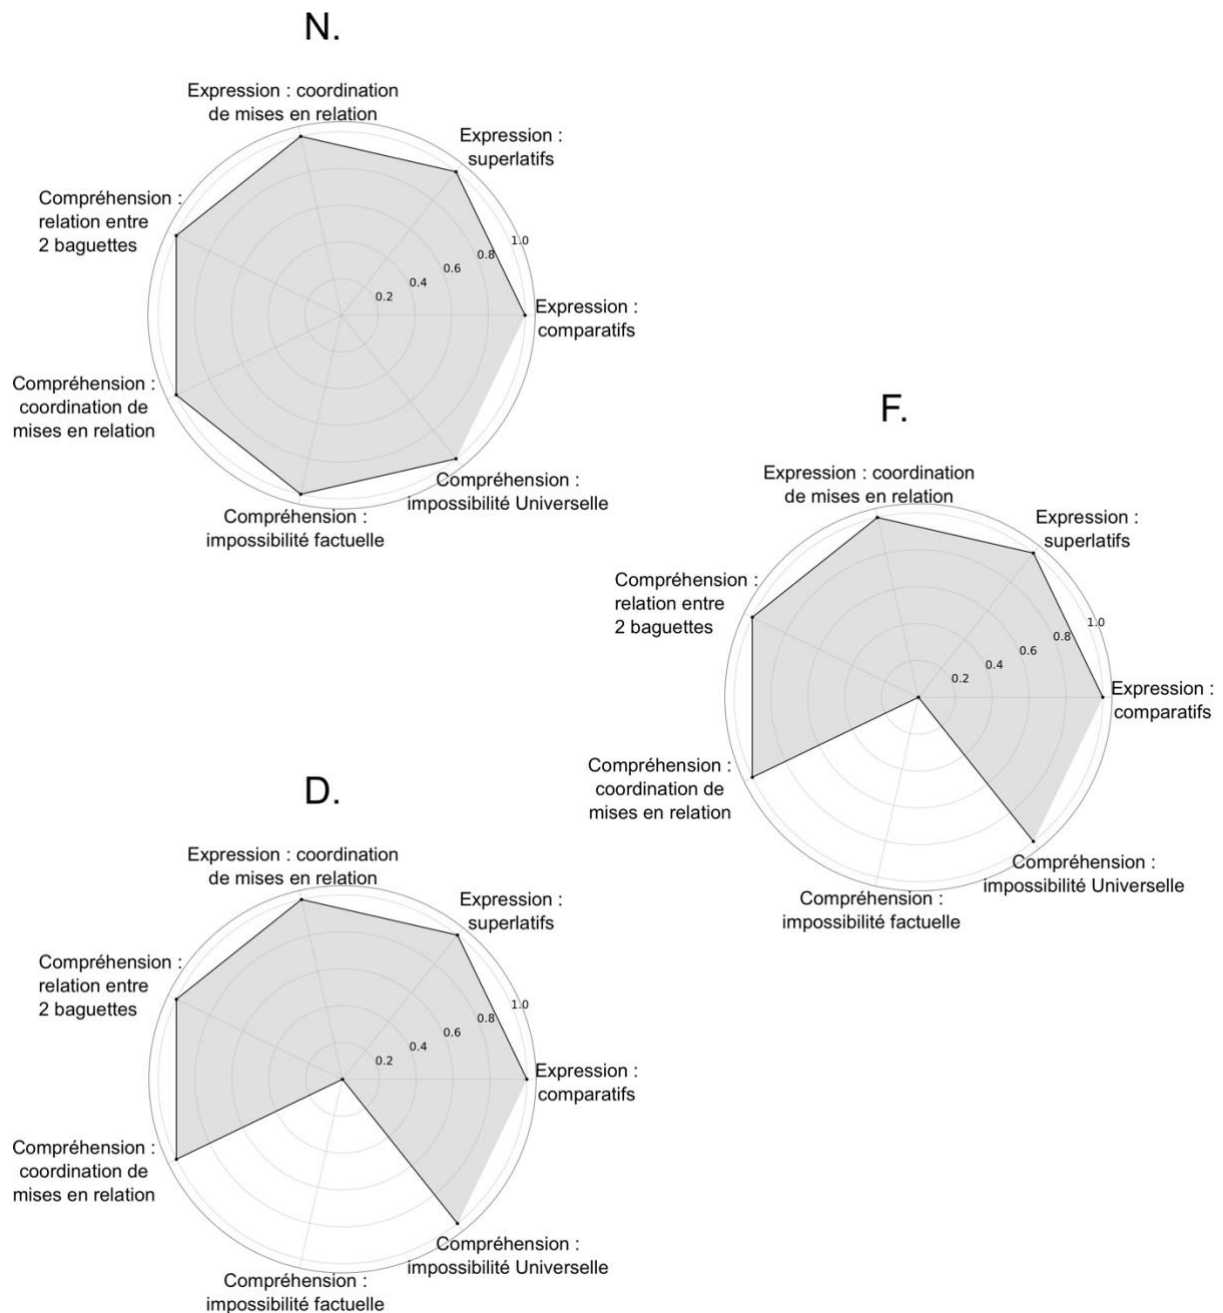 N.
Expression : coordination
de mises en relation
Expression :
superlatifs
Compréhension :
relation entre
2 baguettes
1.0
0.8
0.6
0.4
0.2
Expression :
comparatifs
Compréhension :
coordination de
mises en relation
Compréhension :
impossibilité Universelle
Compréhension :
impossibilité factuelle
F.
Expression : coordination
de mises en relation
Expression :
superlatifs
Compréhension :
relation entre
2 baguettes
1.0
0.8
0.6
0.4
0.2
Expression :
comparatifs
Compréhension :
coordination de
mises en relation
Compréhension :
impossibilité Universelle
Compréhension :
impossibilité factuelle
D.
Expression : coordination
de mises en relation
Expression :
superlatifs
Compréhension :
relation entre
2 baguettes
1.0
0.8
0.6
0.4
0.2
Expression :
comparatifs
Compréhension :
coordination de
mises en relation
Compréhension :
impossibilité Universelle
Compréhension :
impossibilité factuelle